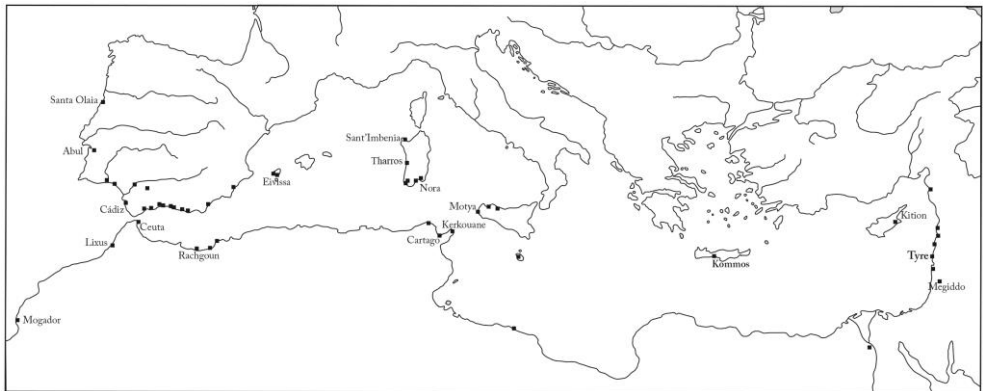 Santa Olaia
Abul
Cádiz
Ceuta
Lixus
Mogador
Rachgoun
Eivissa
Sant'Imbenia
Tharros
Nora
Motya
Cartago
Kerkouane
Kommos
Kition
Tyre
Megiddo